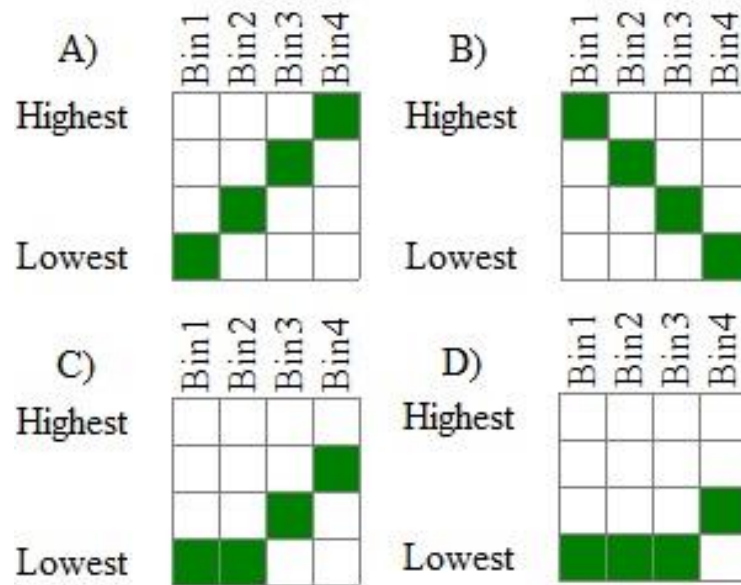 A) Bin1 Bin2 Bin3 Bin4
Highest
Lowest
B) Bin1 Bin2 Bin3 Bin4
Highest
Lowest
C) Bin1 Bin2 Bin3 Bin4
Highest
Lowest
D) Bin1 Bin2 Bin3 Bin4
Highest
Lowest